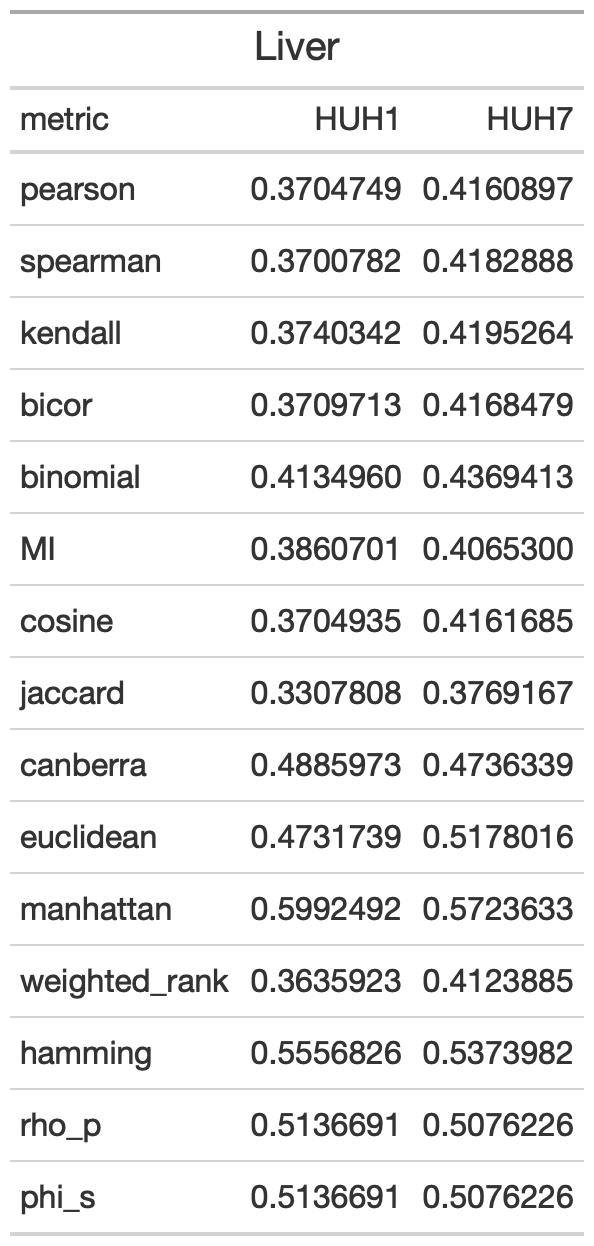 Liver
metric HUH1 HUH7
pearson 0.3704749 0.4160897
spearman 0.3700782 0.4182888
kendall 0.3740342 0.4195264
bicor 0.3709713 0.4168479
binomial 0.4134960 0.4369413
MI 0.3860701 0.4065300
cosine 0.3704935 0.4161685
jaccard 0.3307808 0.3769167
canberra 0.4885973 0.4736339
euclidean 0.4731739 0.5178016
manhattan 0.5992492 0.5723633
weighted_rank 0.3635923 0.4123885
hamming 0.5556826 0.5373982
rho_p 0.5136691 0.5076226
phi_s 0.5136691 0.5076226